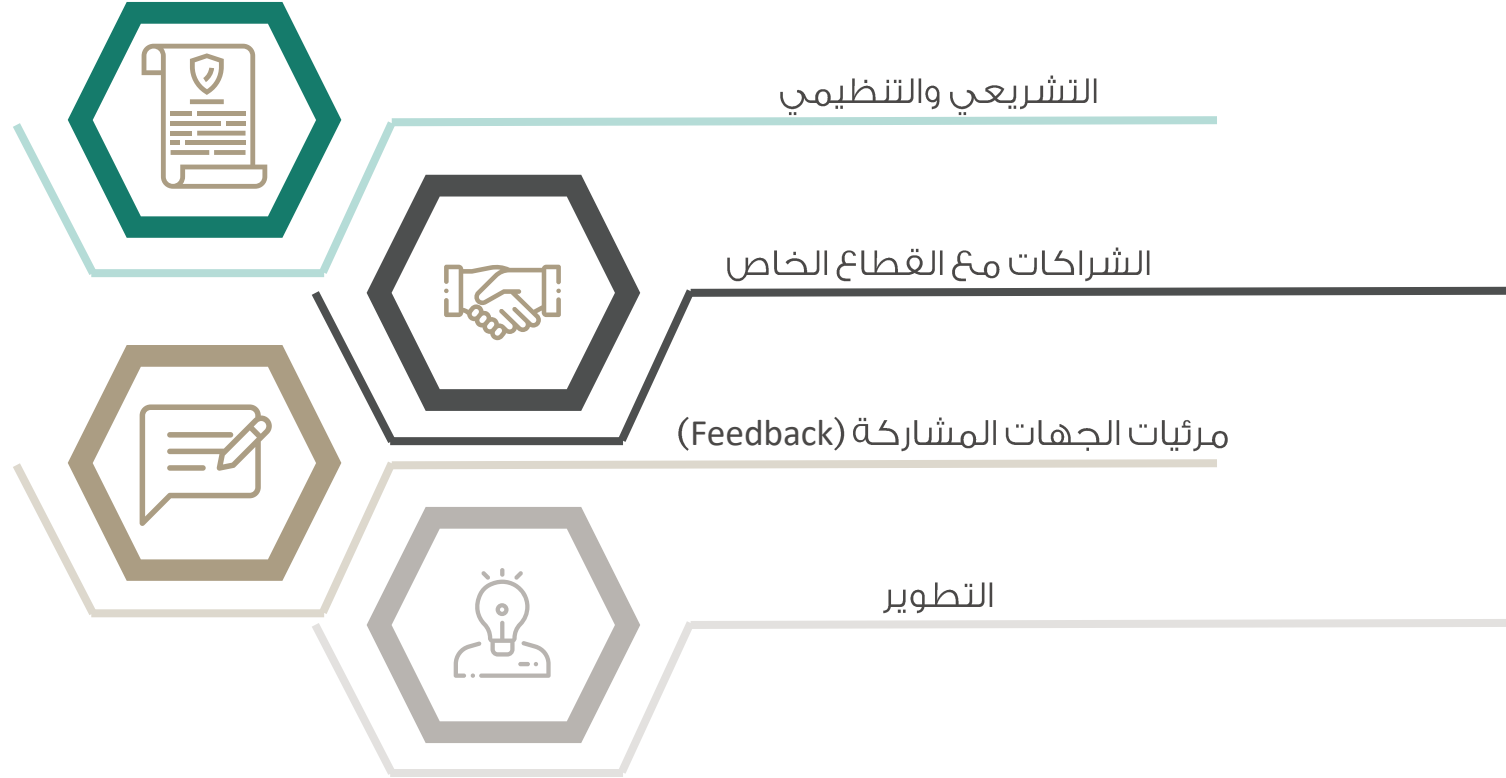 التشريعي والتنظيمي
الشراكات مع القطاع الخاص
مرئيات الجهات المشاركة (Feedback)
التطوير